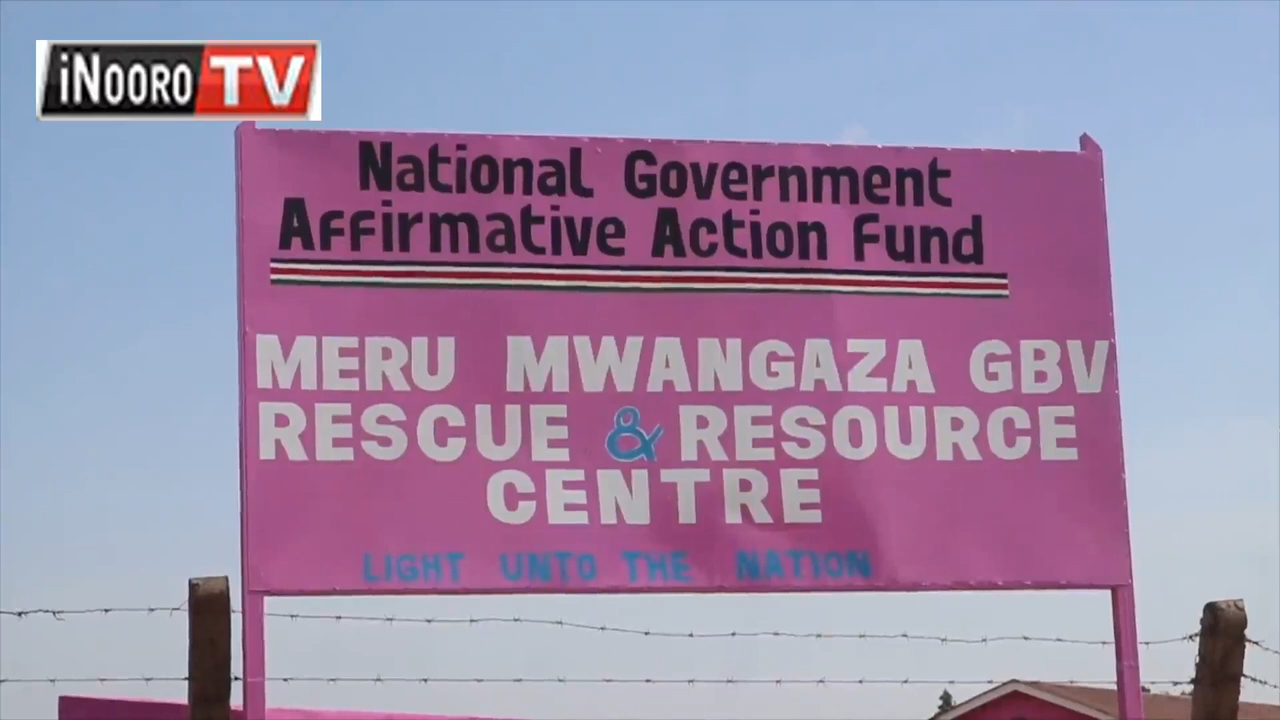 iNOORO TV
National Government
Affirmative Action Fund
MERU MWANGAZA GBV
RESCUE & RESOURCE
CENTRE
LIGHT UNTO THE NATION